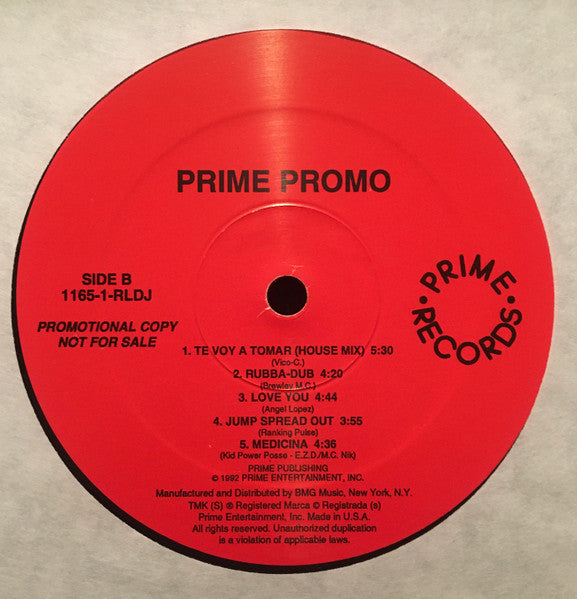 PRIME PROMO
SIDE B
1165-1-RLDJ
PROMOTIONAL COPY
NOT FOR SALE
• PRIME •
RECORDS
1. TE VOY A TOMAR (HOUSE MIX) 5:30
(Vico-C.)
2. RUBBA-DUB 4:20
(Brewley M.C.)
3. LOVE YOU 4:44
(Angel Lopez)
4. JUMP SPREAD OUT 3:55
(Ranking Pulse)
5. MEDICINA 4:36
(Kid Power Posse - E.Z.D./M.C. Nik)
PRIME PUBLISHING
© 1992 PRIME ENTERTAINMENT, INC.
Manufactured and Distributed by BMG Music, New York, N.Y.
TMK (S) ® Registered Marca © Registrada (s)
Prime Entertainment, Inc. Made in U.S.A.
All rights reserved. Unauthorized duplication
is a violation of applicable laws.